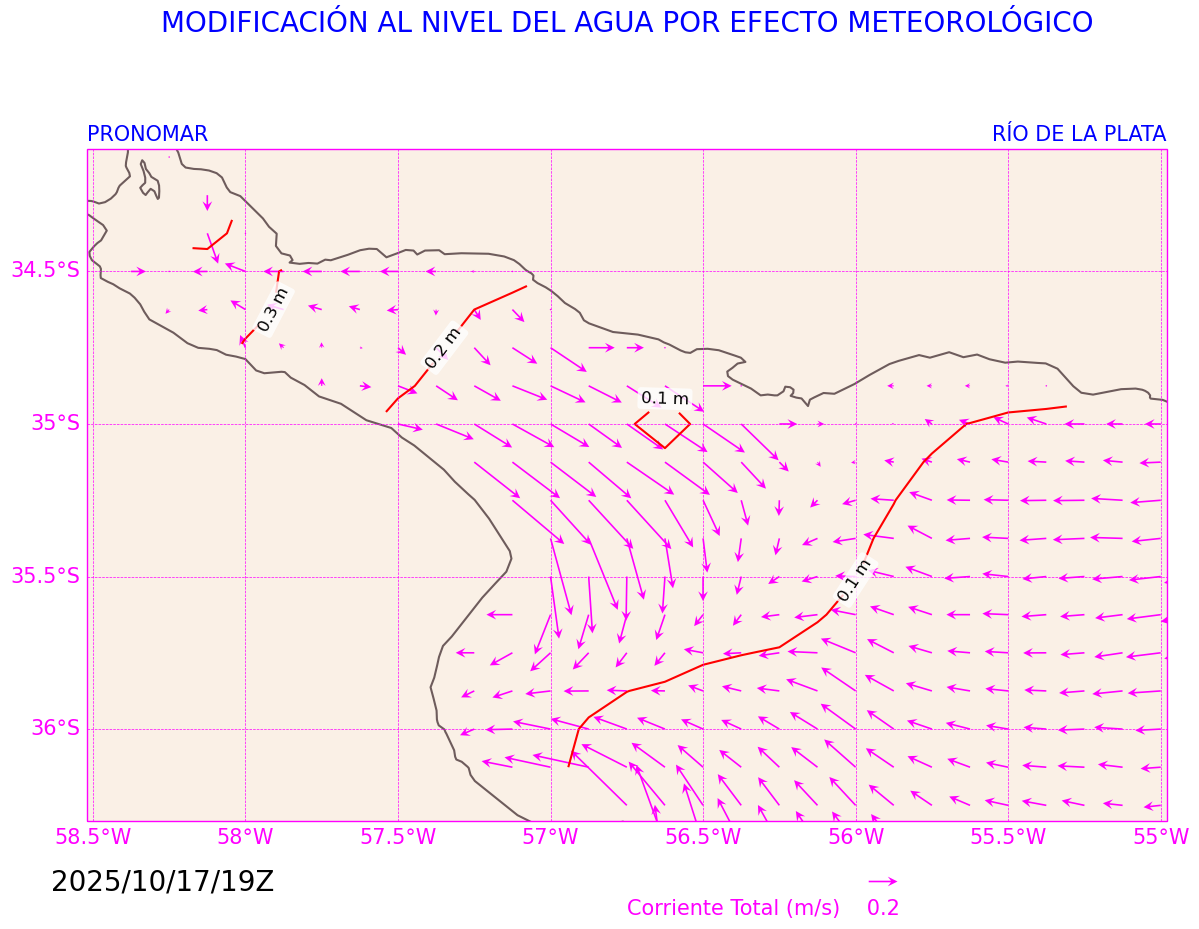 MODIFICACIÓN AL NIVEL DEL AGUA POR EFECTO METEOROLÓGICO
PRONOMAR RÍO DE LA PLATA
34.5°S
0.3 m
0.2 m
0.1 m
35°S
35.5°S
0.1 m
36°S
58.5°W 58°W 57.5°W 57°W 56.5°W 56°W 55.5°W 55°W
2025/10/17/19Z
Corriente Total (m/s) 0.2